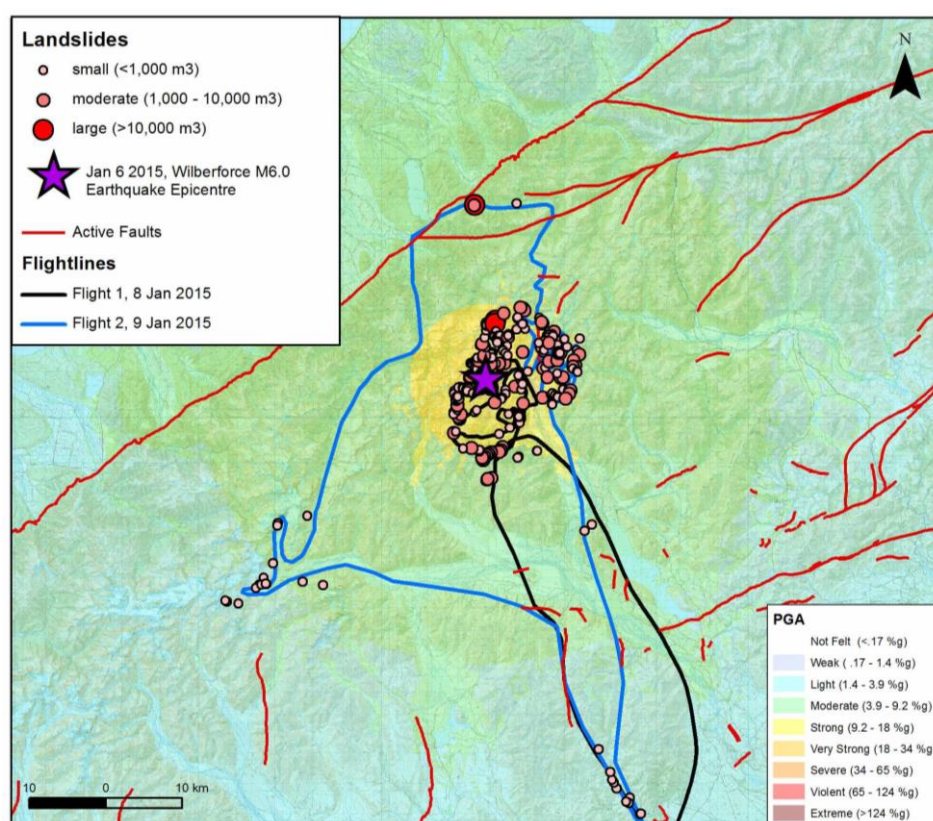 Landslides
small (<1,000 m3)
moderate (1,000 - 10,000 m3)
large (>10,000 m3)
Jan 6 2015, Wilberforce M6.0
Earthquake Epicentre
Active Faults
Flightlines
Flight 1, 8 Jan 2015
Flight 2, 9 Jan 2015
N
PGA
Not Felt (<.17 %g)
Weak ( .17 - 1.4 %g)
Light (1.4 - 3.9 %g)
Moderate (3.9 - 9.2 %g)
Strong (9.2 - 18 %g)
Very Strong (18 - 34 %g)
Severe (34 - 65 %g)
Violent (65 - 124 %g)
Extreme (>124 %g)
10 0 10 km